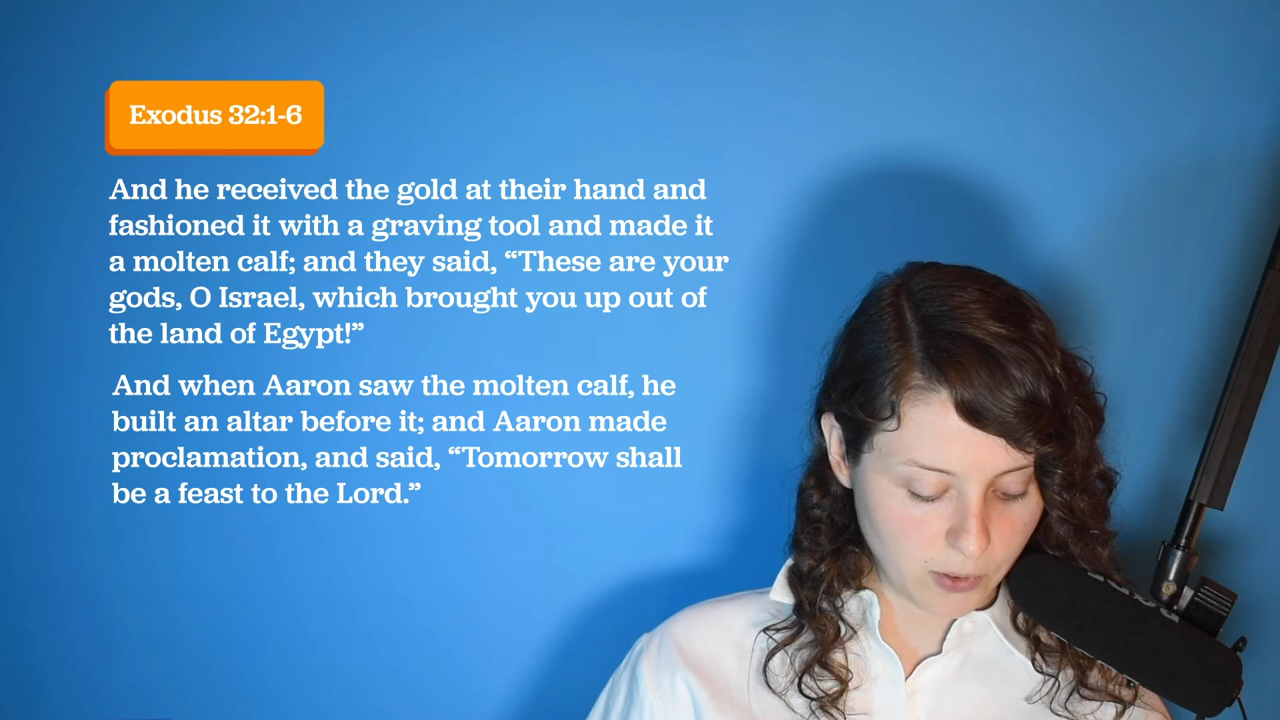 Exodus 32:1-6
And he received the gold at their hand and
fashioned it with a graving tool and made it
a molten calf; and they said, “These are your
gods, O Israel, which brought you up out of
the land of Egypt!”
And when Aaron saw the molten calf, he
built an altar before it; and Aaron made
proclamation, and said, “Tomorrow shall
be a feast to the Lord.”